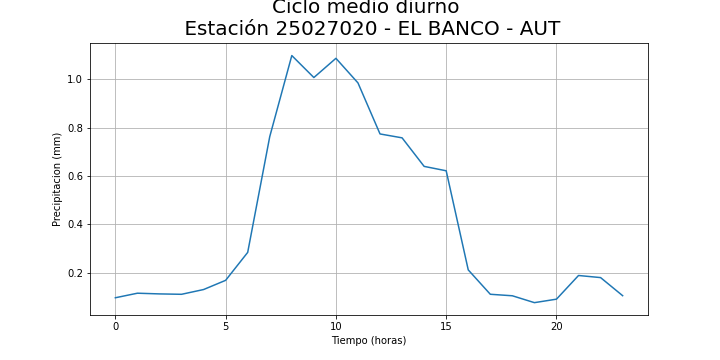 Ciclo medio diurno
Estación 25027020 - EL BANCO - AUT
1.0
0.8
0.6
0.4
0.2
Precipitacion (mm)
0 5 10 15 20
Tiempo (horas)